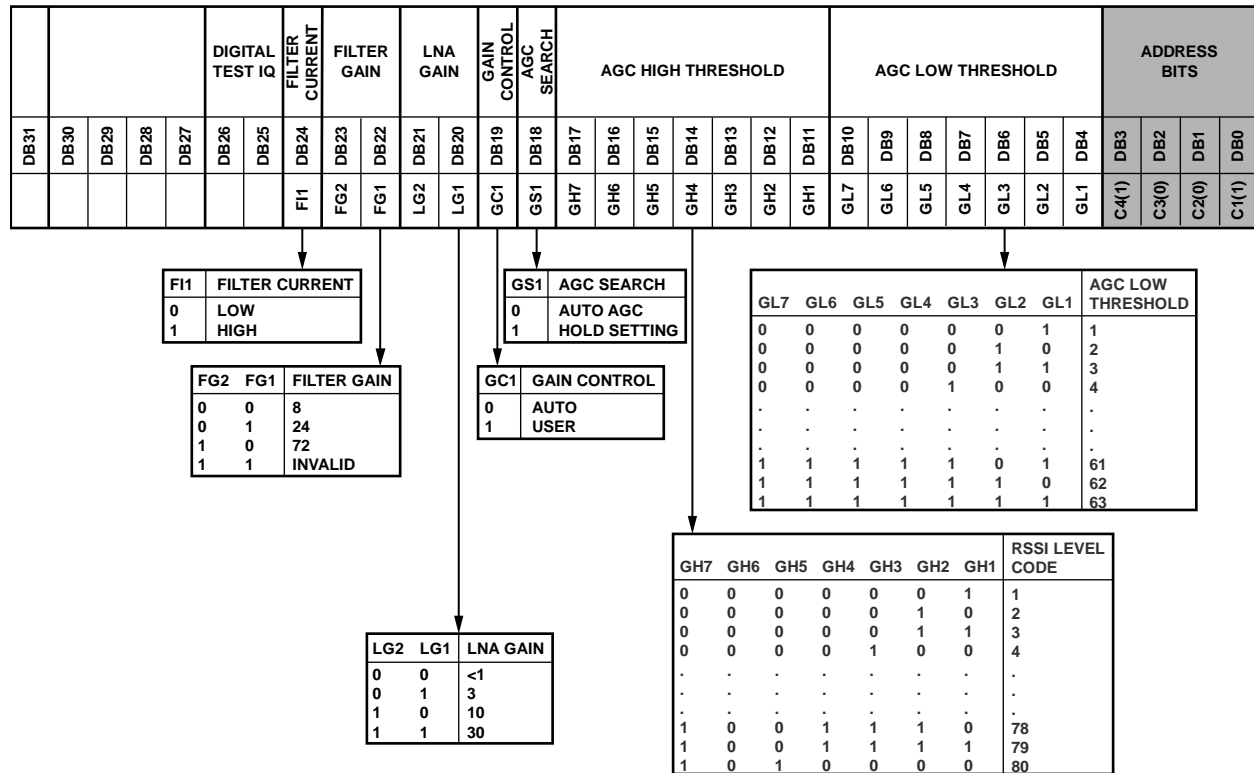 DIGITAL TEST IQ
FILTER CURRENT
FILTER GAIN
LNA GAIN
GAIN CONTROL
AGC SEARCH
AGC HIGH THRESHOLD
AGC LOW THRESHOLD
ADDRESS BITS
DB31 DB30 DB29 DB28 DB27 DB26 DB25 DB24 DB23 DB22 DB21 DB20 DB19 DB18 DB17 DB16 DB15 DB14 DB13 DB12 DB11 DB10 DB9 DB8 DB7 DB6 DB5 DB4 DB3 DB2 DB1 DB0
FI1 FG2 FG1 LG2 LG1 GC1 GS1 GH7 GH6 GH5 GH4 GH3 GH2 GH1 GL7 GL6 GL5 GL4 GL3 GL2 GL1 C4(1) C3(0) C2(0) C1(1)
FI1 FILTER CURRENT
0 LOW
1 HIGH
GS1 AGC SEARCH
0 AUTO AGC
1 HOLD SETTING
FG2 FG1 FILTER GAIN
0 0 8
0 1 24
1 0 72
1 1 INVALID
GC1 GAIN CONTROL
0 AUTO
1 USER
GL7 GL6 GL5 GL4 GL3 GL2 GL1 AGC LOW THRESHOLD
0 0 0 0 0 0 1 1
0 0 0 0 0 1 0 2
0 0 0 0 0 1 1 3
0 0 0 0 1 0 0 4
. . . . . . . .
. . . . . . . .
. . . . . . . .
1 1 1 1 1 0 1 61
1 1 1 1 1 1 0 62
1 1 1 1 1 1 1 63
LG2 LG1 LNA GAIN
0 0 <1
0 1 3
1 0 10
1 1 30
GH7 GH6 GH5 GH4 GH3 GH2 GH1 RSSI LEVEL CODE
0 0 0 0 0 0 1 1
0 0 0 0 0 1 0 2
0 0 0 0 0 1 1 3
0 0 0 0 1 0 0 4
. . . . . . . .
. . . . . . . .
. . . . . . . .
1 0 0 1 1 1 0 78
1 0 0 1 1 1 1 79
1 0 1 0 0 0 0 80